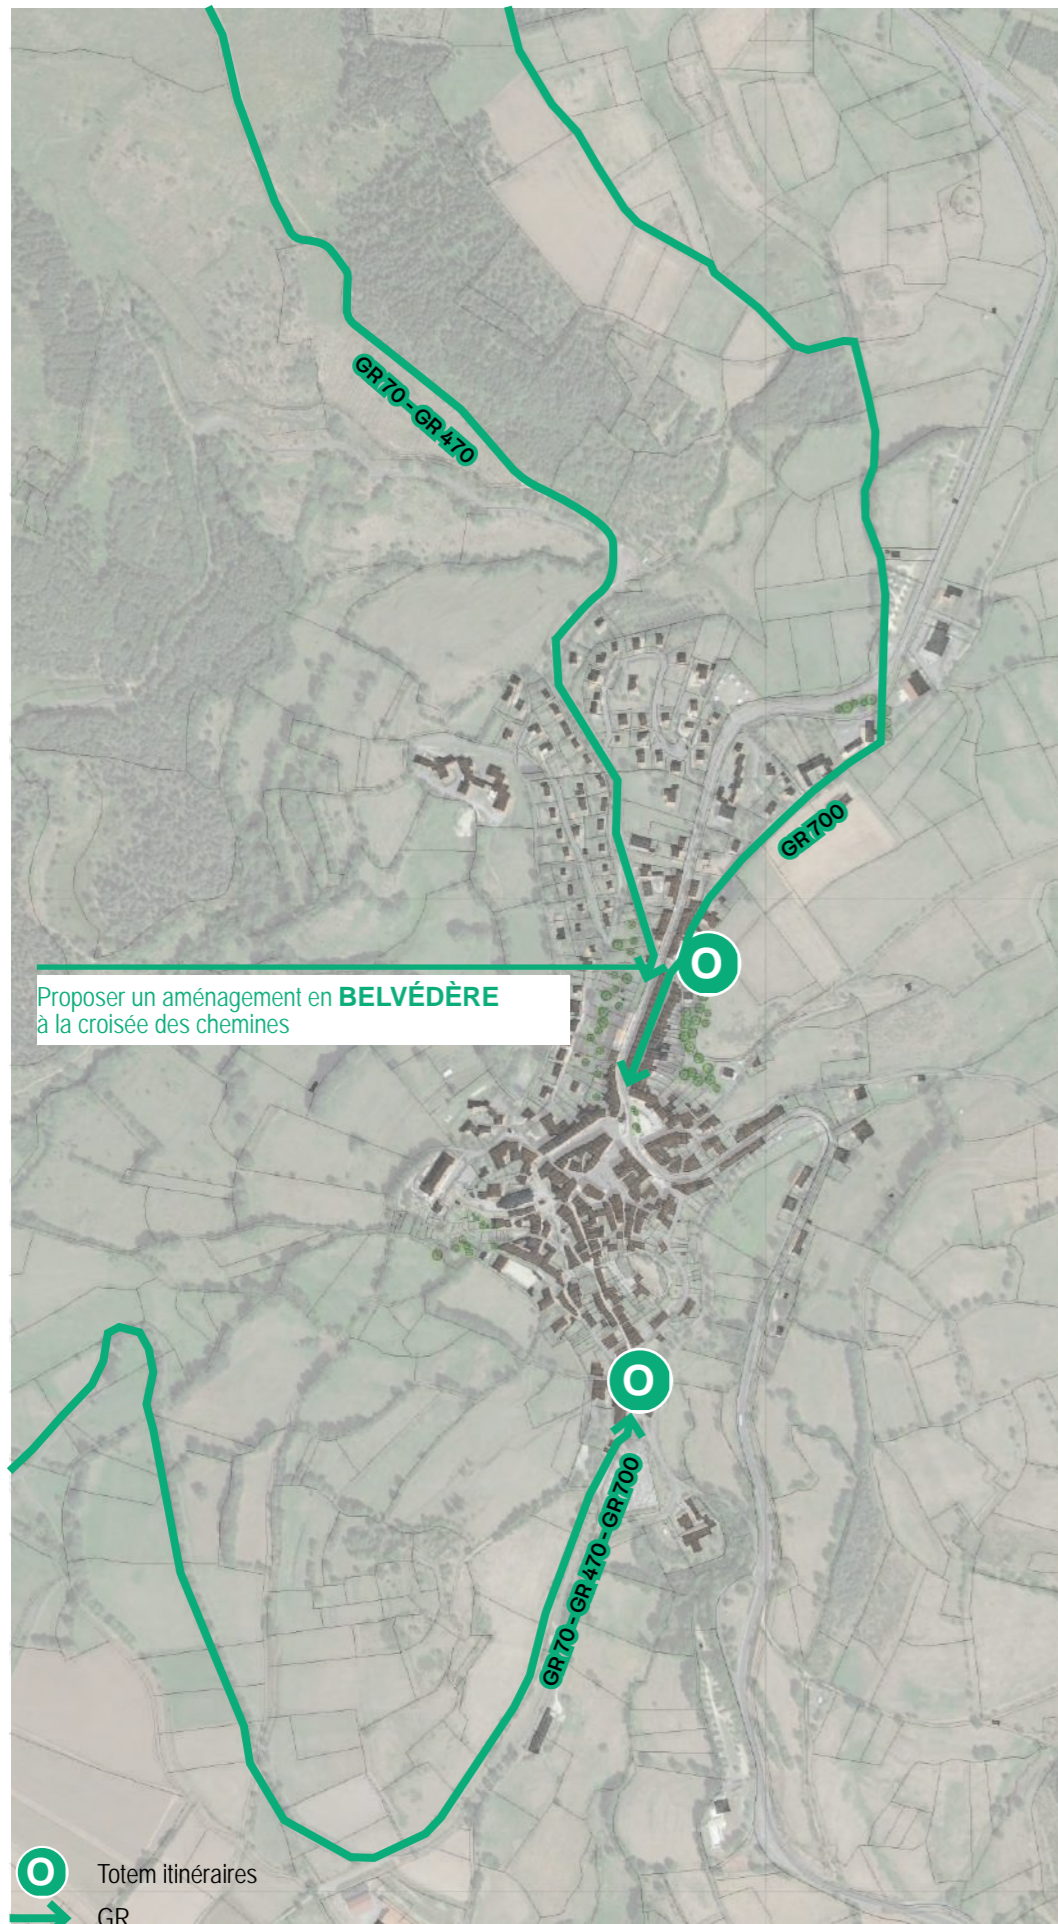 GR 70 - GR 470
GR 700
O
Proposer un aménagement en BELVÉDÈRE
à la croisée des chemines
O
GR 70 - GR 470 - GR 700
O Totem itinéraires
GR